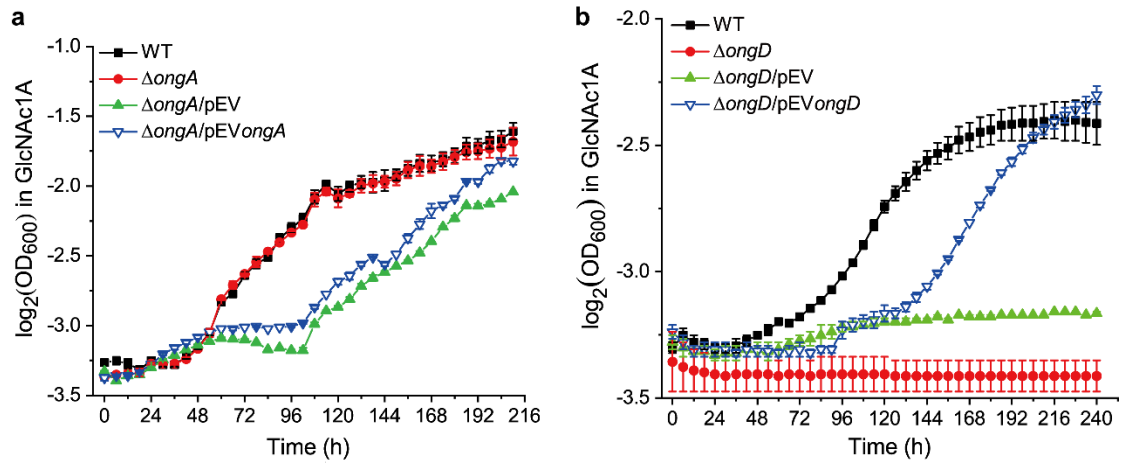 a
WT
ΔongA
ΔongA/pEV
ΔongA/pEVongA
log₂(OD₆₀₀) in GlcNAc1A
-1.0
-1.5
-2.0
-2.5
-3.0
-3.5
0 24 48 72 96 120 144 168 192 216
Time (h)
b
WT
ΔongD
ΔongD/pEV
ΔongD/pEVongD
log₂(OD₆₀₀) in GlcNAc1A
-2.0
-2.5
-3.0
-3.5
0 24 48 72 96 120 144 168 192 216 240
Time (h)